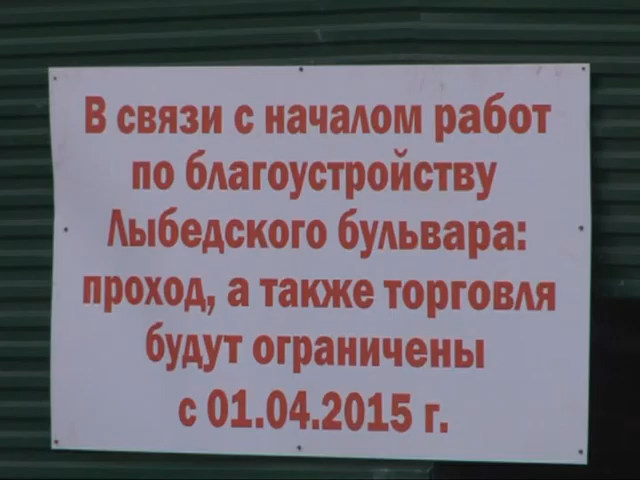 В связи с началом работ
по благоустройству
Лыбедского бульвара:
проход, а также торговля
будут ограничены
с 01.04.2015 г.